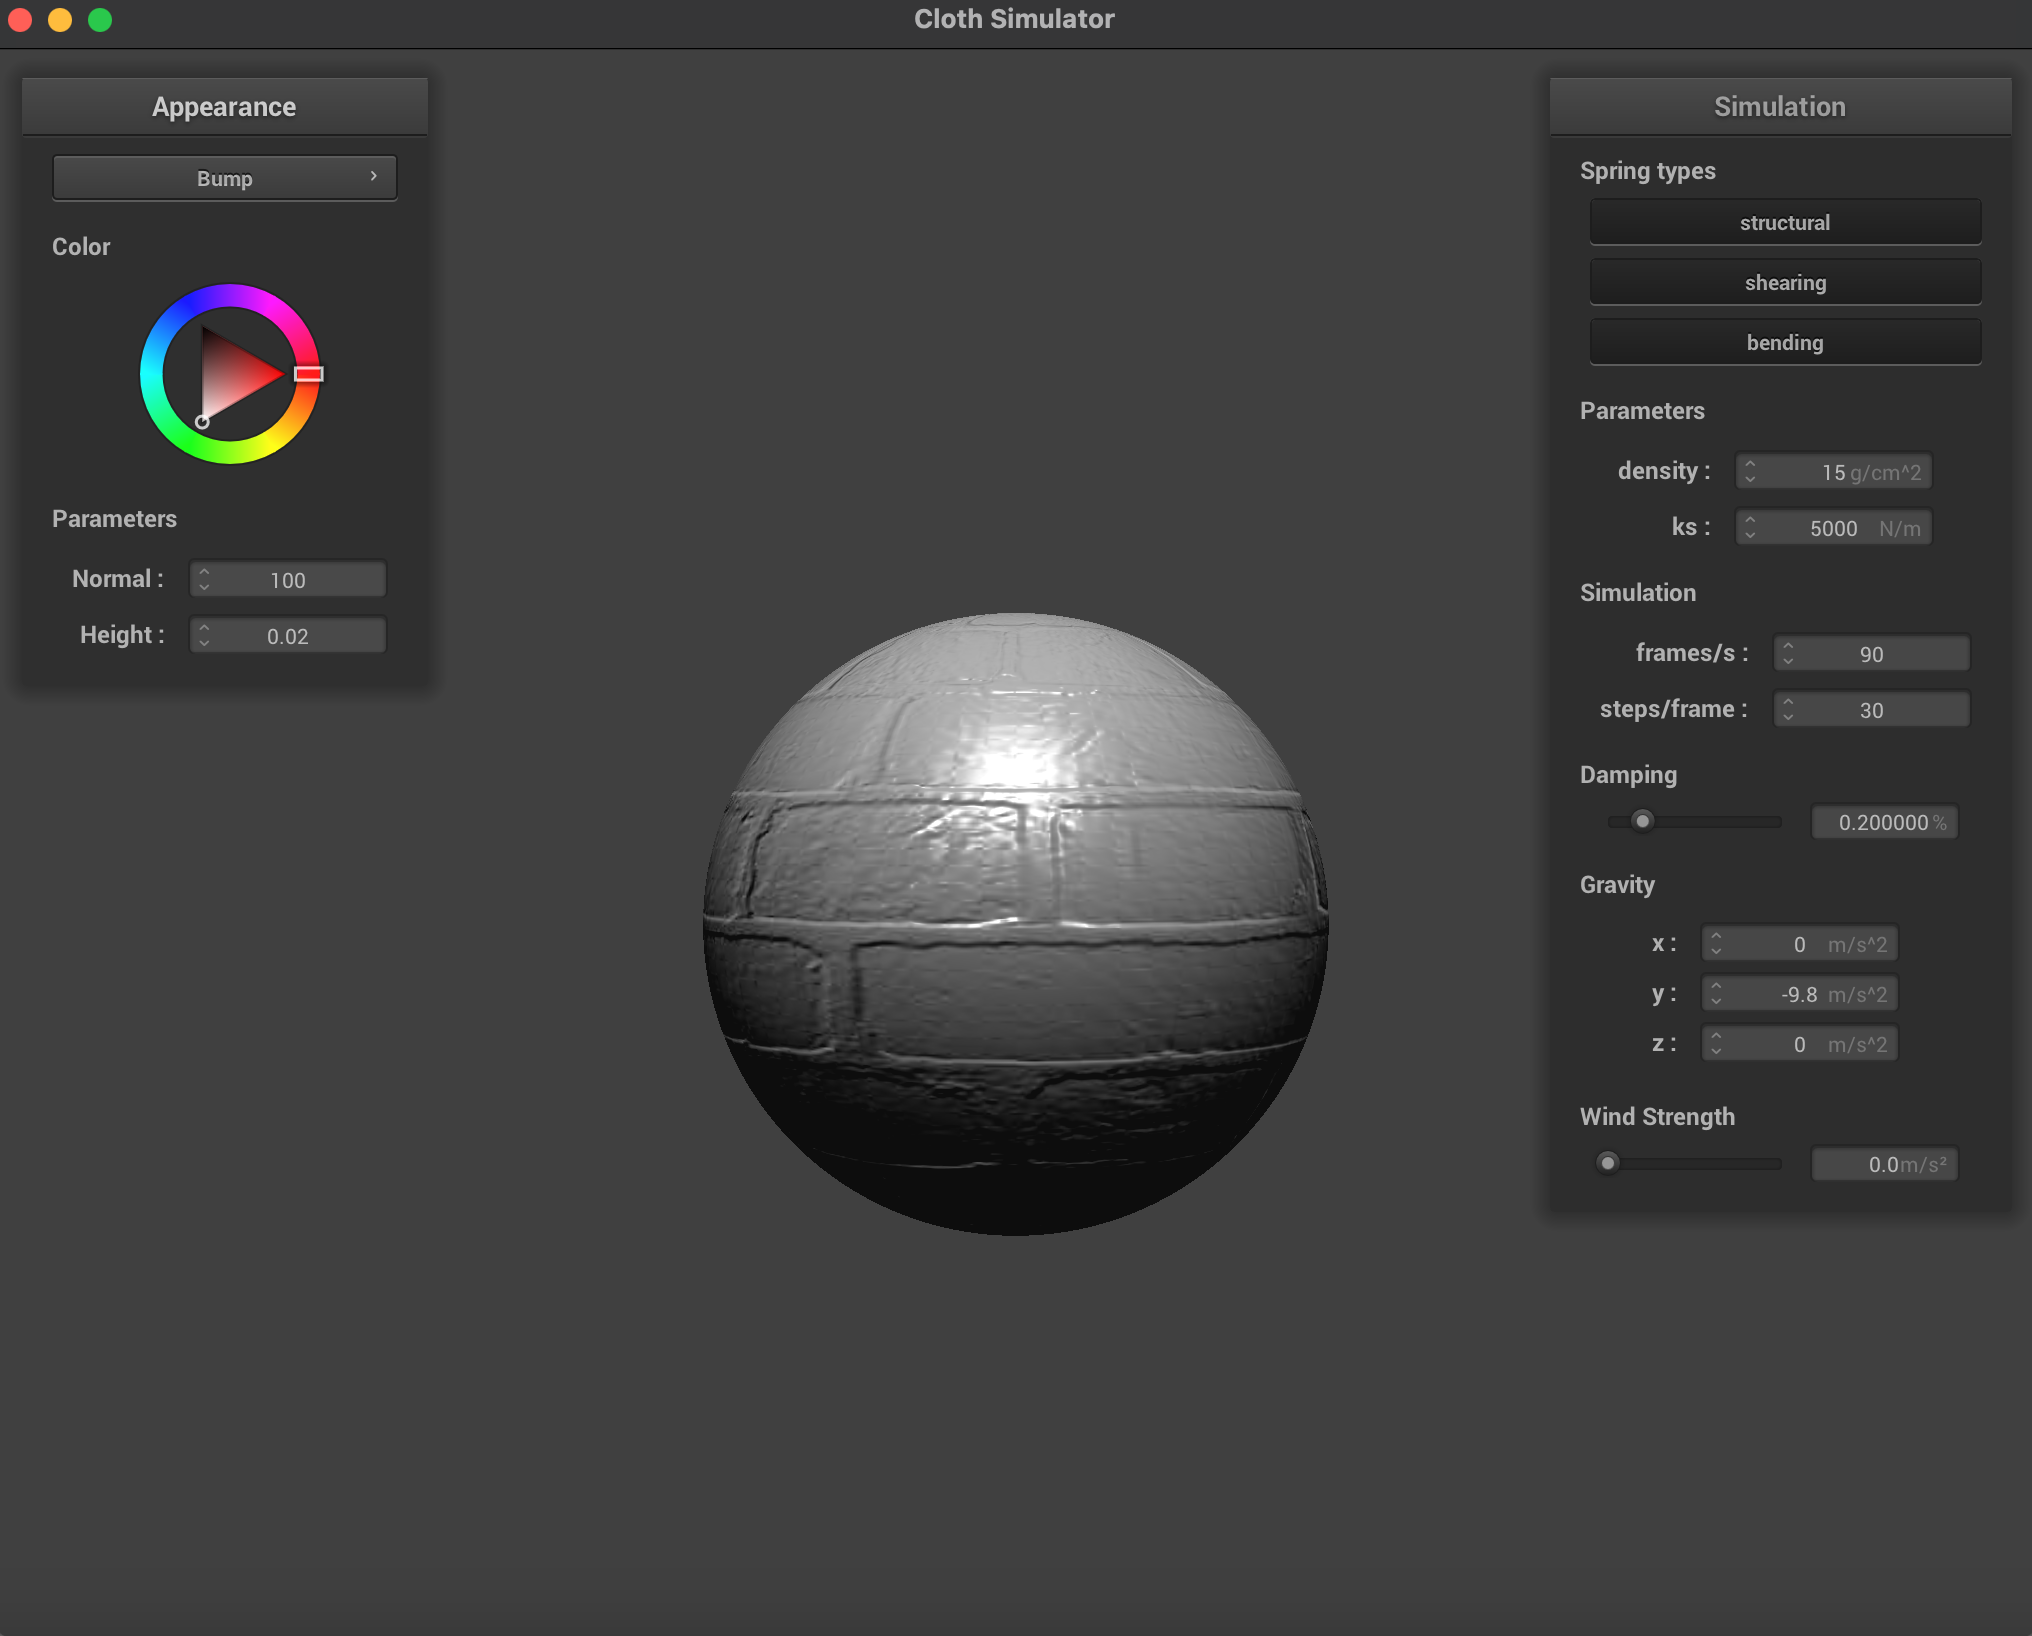 Cloth Simulator
Appearance
Bump
Color
Parameters
Normal : 100
Height : 0.02
Simulation
Spring types
structural
shearing
bending
Parameters
density : 15 g/cm^2
ks : 5000 N/m
Simulation
frames/s : 90
steps/frame : 30
Damping
0.200000 %
Gravity
x : 0 m/s^2
y : -9.8 m/s^2
z : 0 m/s^2
Wind Strength
0.0m/s²